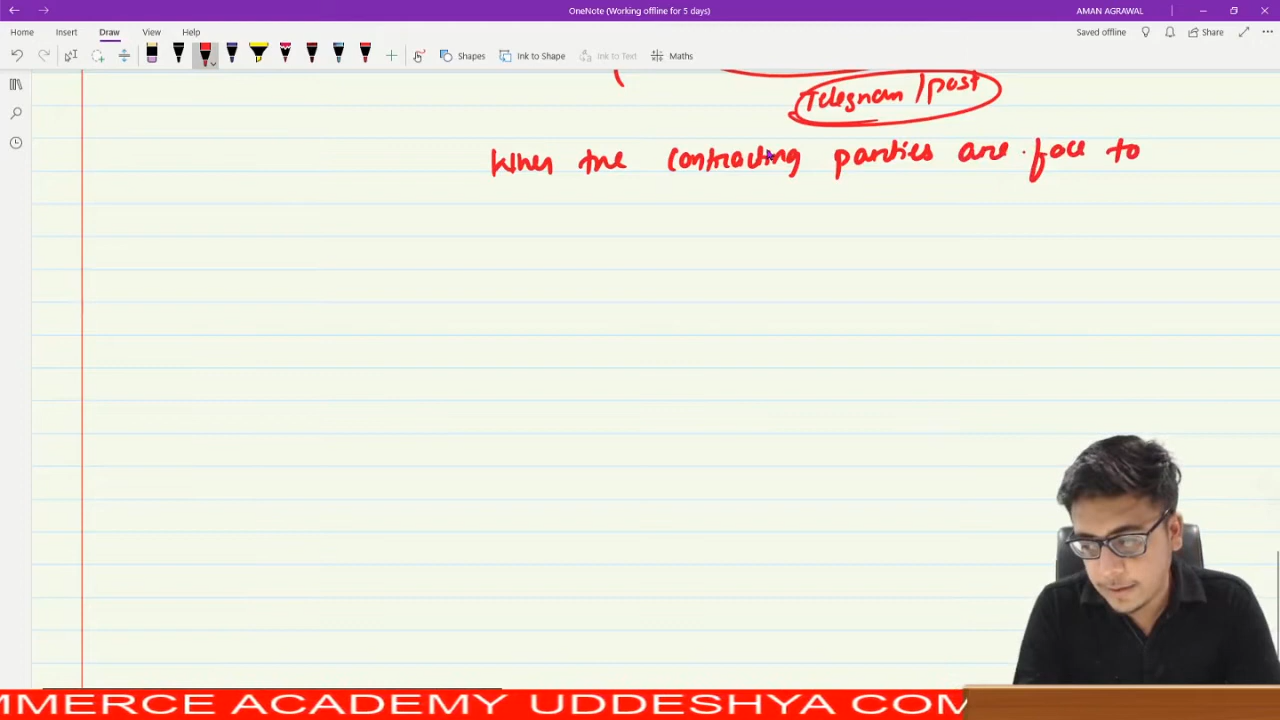 OneNote (Working offline for 5 days)
AMAN AGRAWAL
Home Insert Draw View Help
Saved offline Share
Shapes Ink to Shape Ink to Text Maths
Telegram / post
When the contracting parties are face to
MMERCE ACADEMY UDDESHYA COM